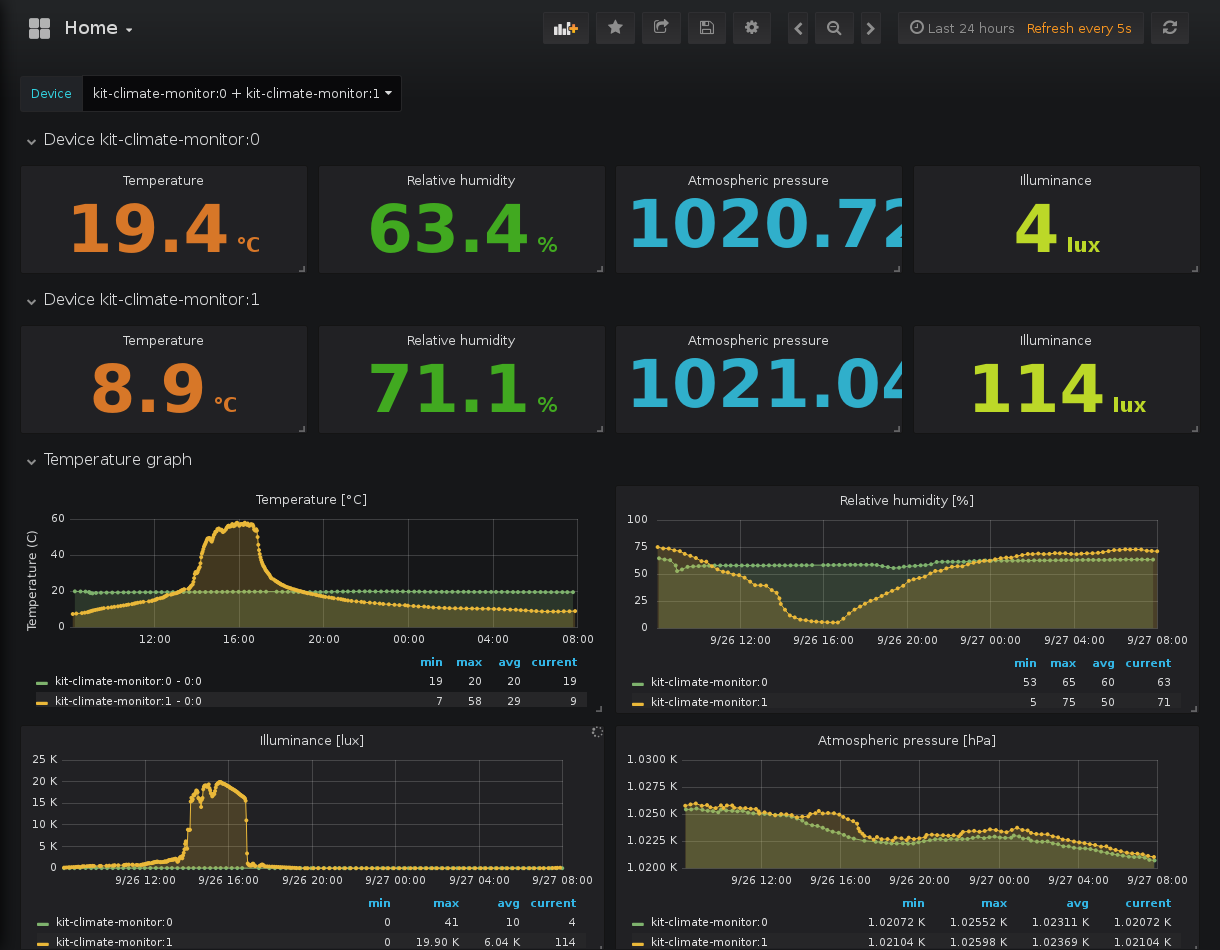 Home
Last 24 hours Refresh every 5s
Device kit-climate-monitor:0 + kit-climate-monitor:1
Device kit-climate-monitor:0
Temperature Relative humidity Atmospheric pressure Illuminance
19.4 °C 63.4 % 1020.72 4 lux
Device kit-climate-monitor:1
Temperature Relative humidity Atmospheric pressure Illuminance
8.9 °C 71.1 % 1021.04 114 lux
Temperature graph
Temperature [°C]
Temperature (C)
60
40
20
0
12:00 16:00 20:00 00:00 04:00 08:00
min max avg current
kit-climate-monitor:0 - 0:0 19 20 20 19
kit-climate-monitor:1 - 0:0 7 58 29 9
Relative humidity [%]
100
75
50
25
0
9/26 12:00 9/26 16:00 9/26 20:00 9/27 00:00 9/27 04:00 9/27 08:00
min max avg current
kit-climate-monitor:0 53 65 60 63
kit-climate-monitor:1 5 75 50 71
Illuminance [lux]
25 K
20 K
15 K
10 K
5 K
0
9/26 12:00 9/26 16:00 9/26 20:00 9/27 00:00 9/27 04:00 9/27 08:00
min max avg current
kit-climate-monitor:0 0 41 10 4
kit-climate-monitor:1 0 19.90 K 6.04 K 114
Atmospheric pressure [hPa]
1.0300 K
1.0275 K
1.0250 K
1.0225 K
1.0200 K
9/26 12:00 9/26 16:00 9/26 20:00 9/27 00:00 9/27 04:00 9/27 08:00
min max avg current
kit-climate-monitor:0 1.02072 K 1.02552 K 1.02311 K 1.02072 K
kit-climate-monitor:1 1.02104 K 1.02598 K 1.02369 K 1.02104 K